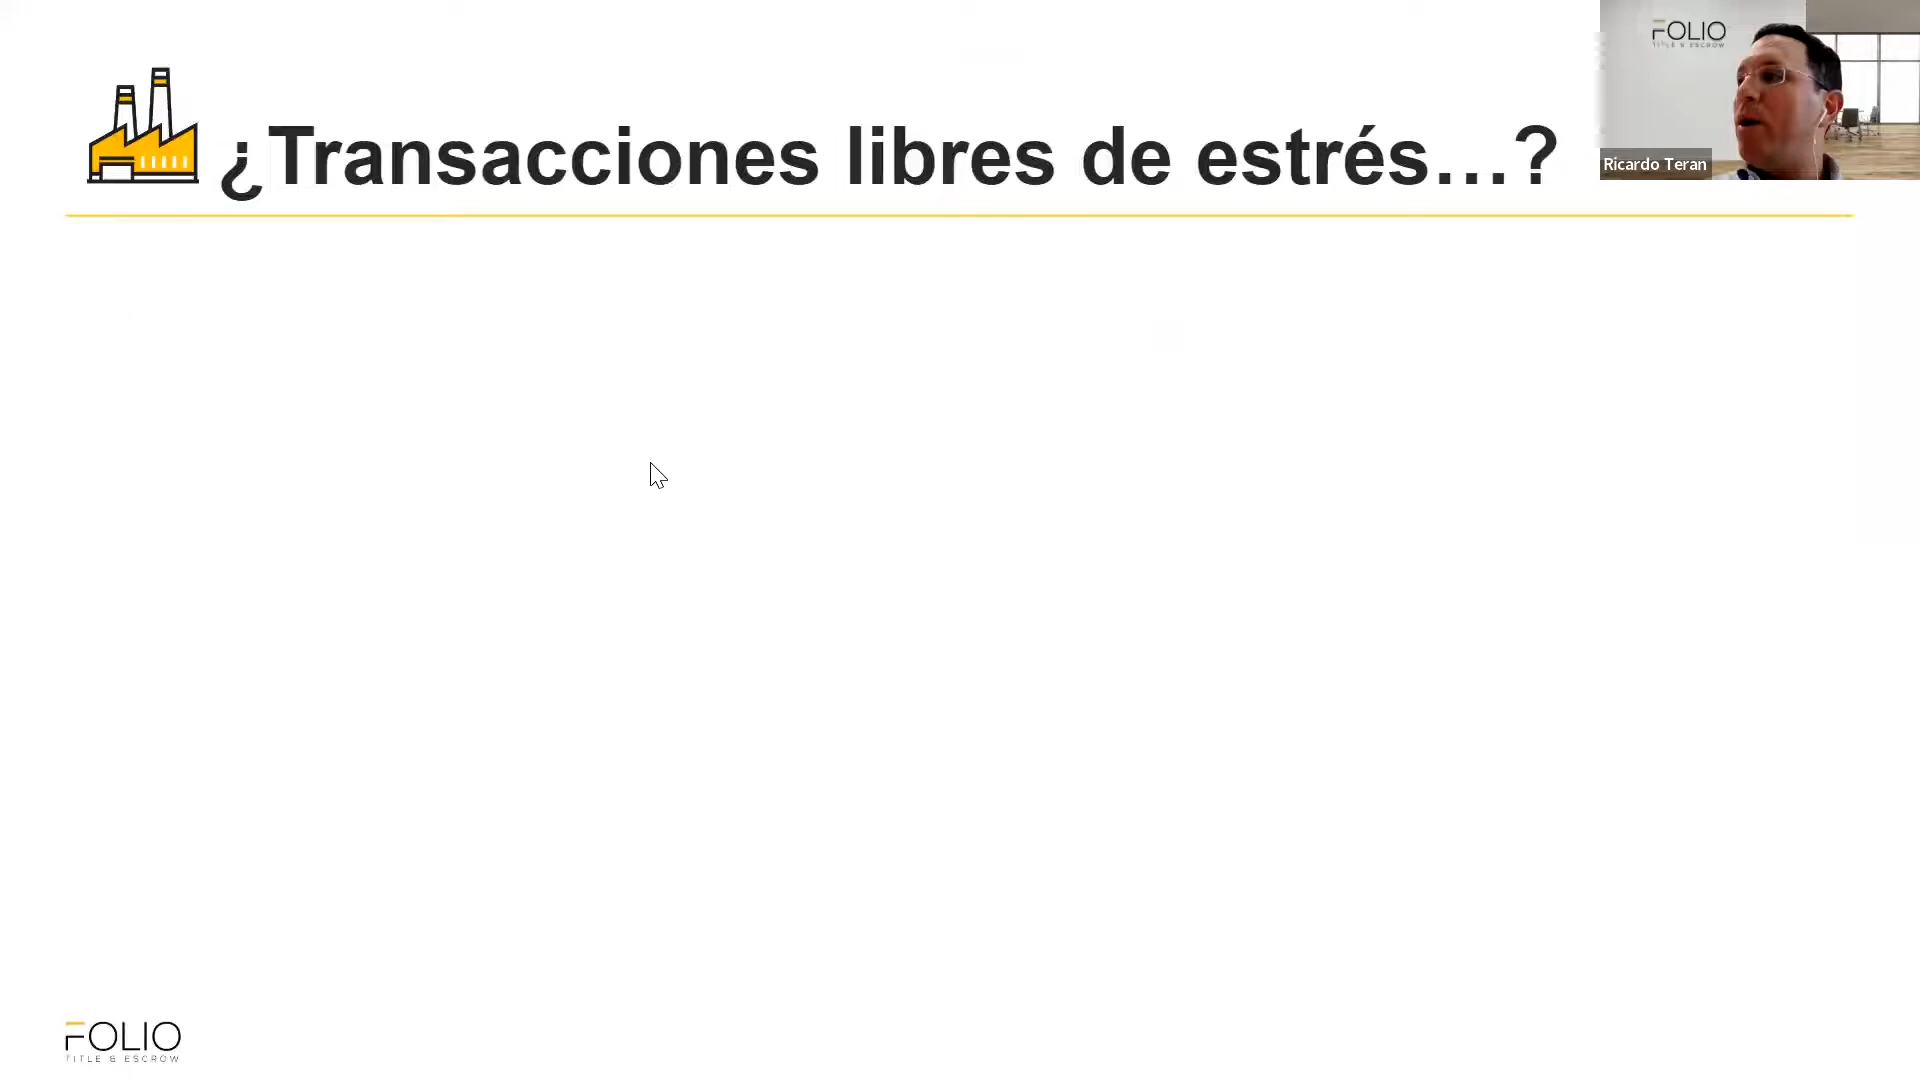 FOLIO
TITLE & ESCROW
¿Transacciones libres de estrés...?
Ricardo Teran
FOLIO
TITLE & ESCROW